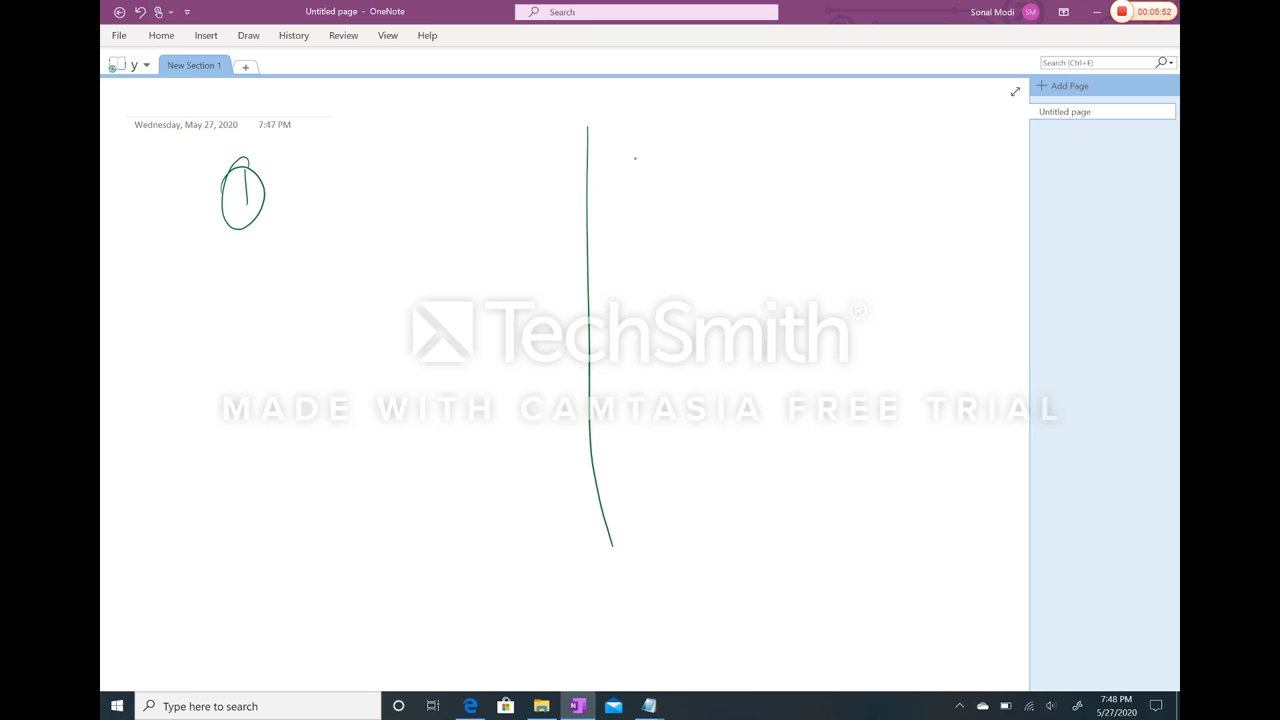 Untitled page - OneNote
Search
Sonal Modi SM
00:05:52
File Home Insert Draw History Review View Help
y New Section 1
Search (Ctrl+E)
Add Page
Untitled page
Wednesday, May 27, 2020 7:47 PM
1
TechSmith®
MADE WITH CAMTASIA FREE TRIAL
Type here to search
7:48 PM
5/27/2020